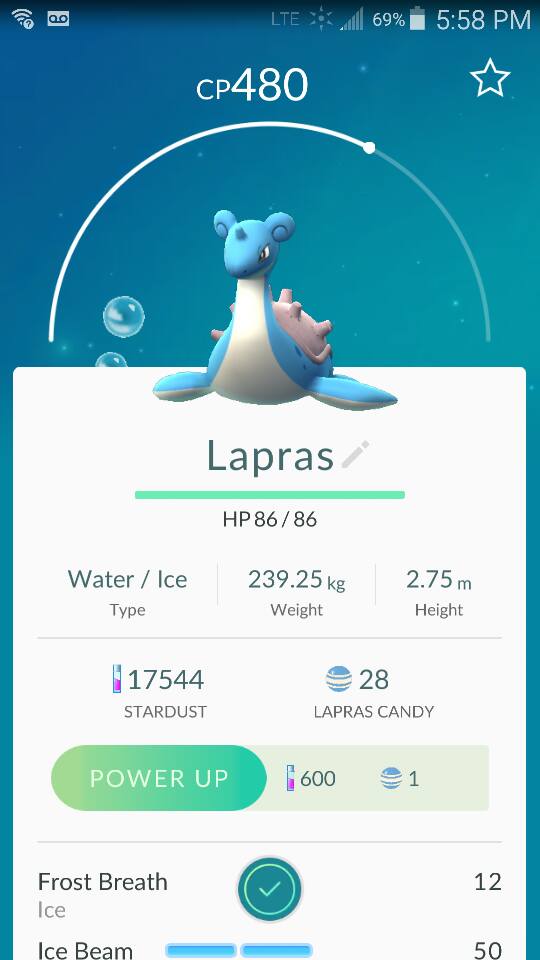 LTE 69% 5:58 PM
CP480
Lapras
HP 86 / 86
Water / Ice 239.25 kg 2.75 m
Type Weight Height
17544 28
STARDUST LAPRAS CANDY
POWER UP 600 1
Frost Breath 12
Ice
Ice Beam 50